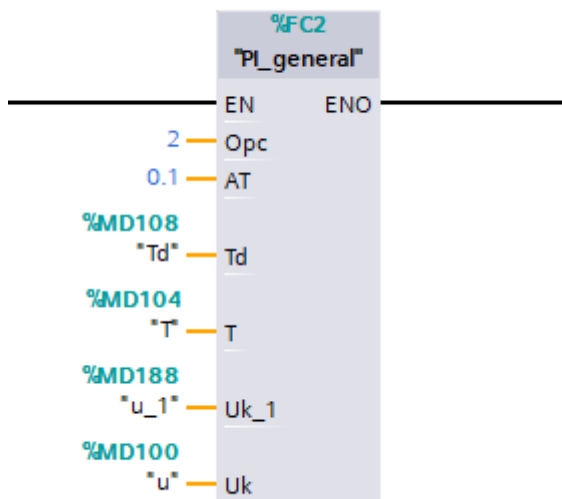 %FC2
"PI_general"
EN ENO
2 Opc
0.1 AT
%MD108
"Td" Td
%MD104
"T" T
%MD188
"u_1" Uk_1
%MD100
"u" Uk